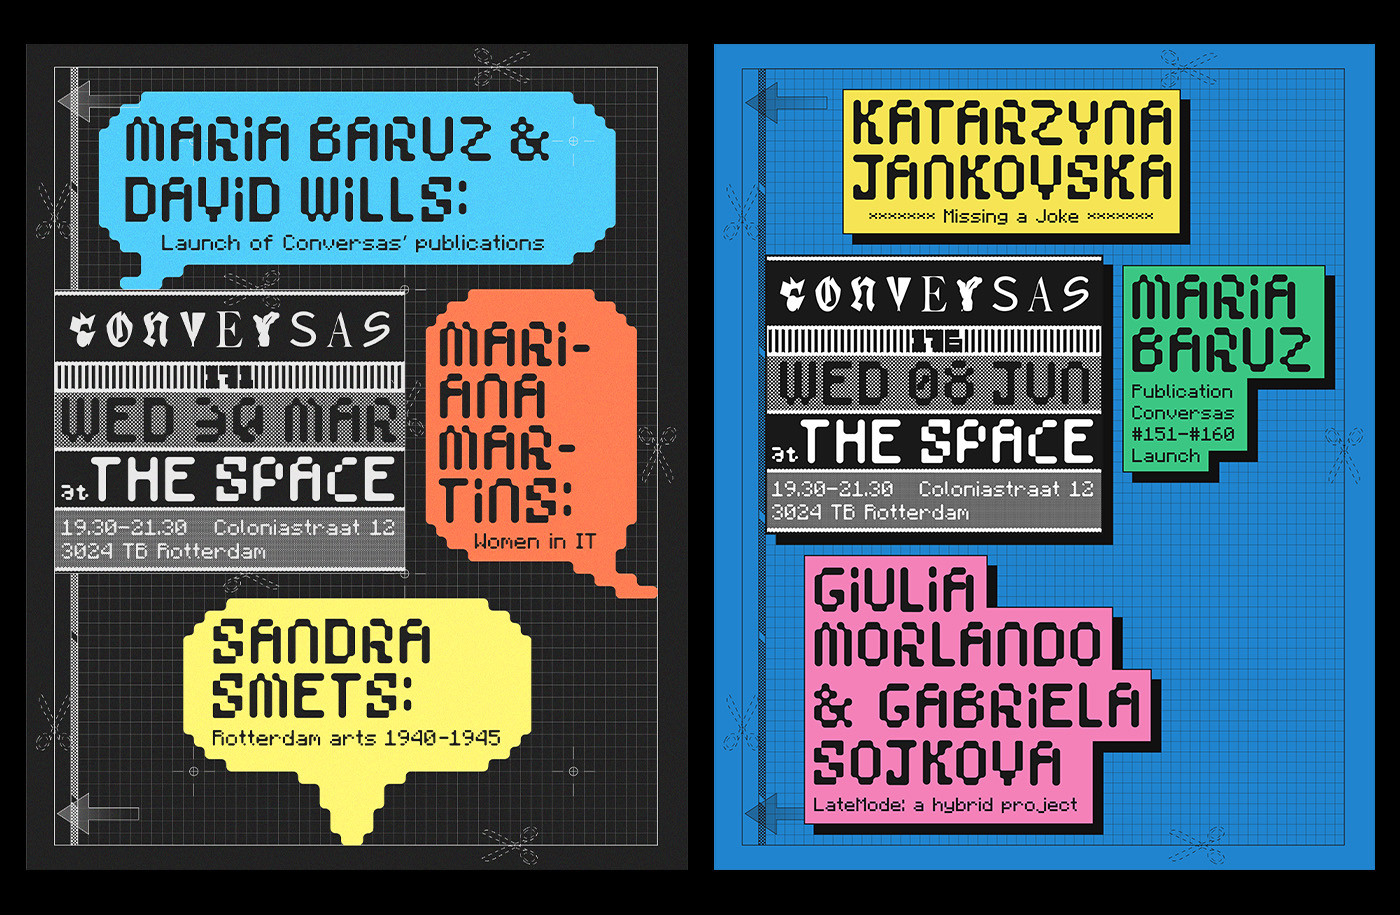 MARiA BARUZ &
DAViD WiLLS:
Launch of Conversas’ publications
CONVERSAS
171
WED 30 MAR
at THE SPACE
19.30–21.30 Coloniastraat 12
3024 TB Rotterdam
MARi-
ANA
MAR-
TiNS:
Women in IT
SANDRA
SMETS:
Rotterdam arts 1940–1945
KATARZYNA
JANKOVSKA
××××××× Missing a Joke ×××××××
CONVERSAS
176
WED 08 JUN
at THE SPACE
19.30–21.30 Coloniastraat 12
3024 TB Rotterdam
MARiA
BARUZ
Publication
Conversas
#151–#160
Launch
GiULiA
MORLANDO
& GABRiELA
SOJKOVA
LateMode: a hybrid project